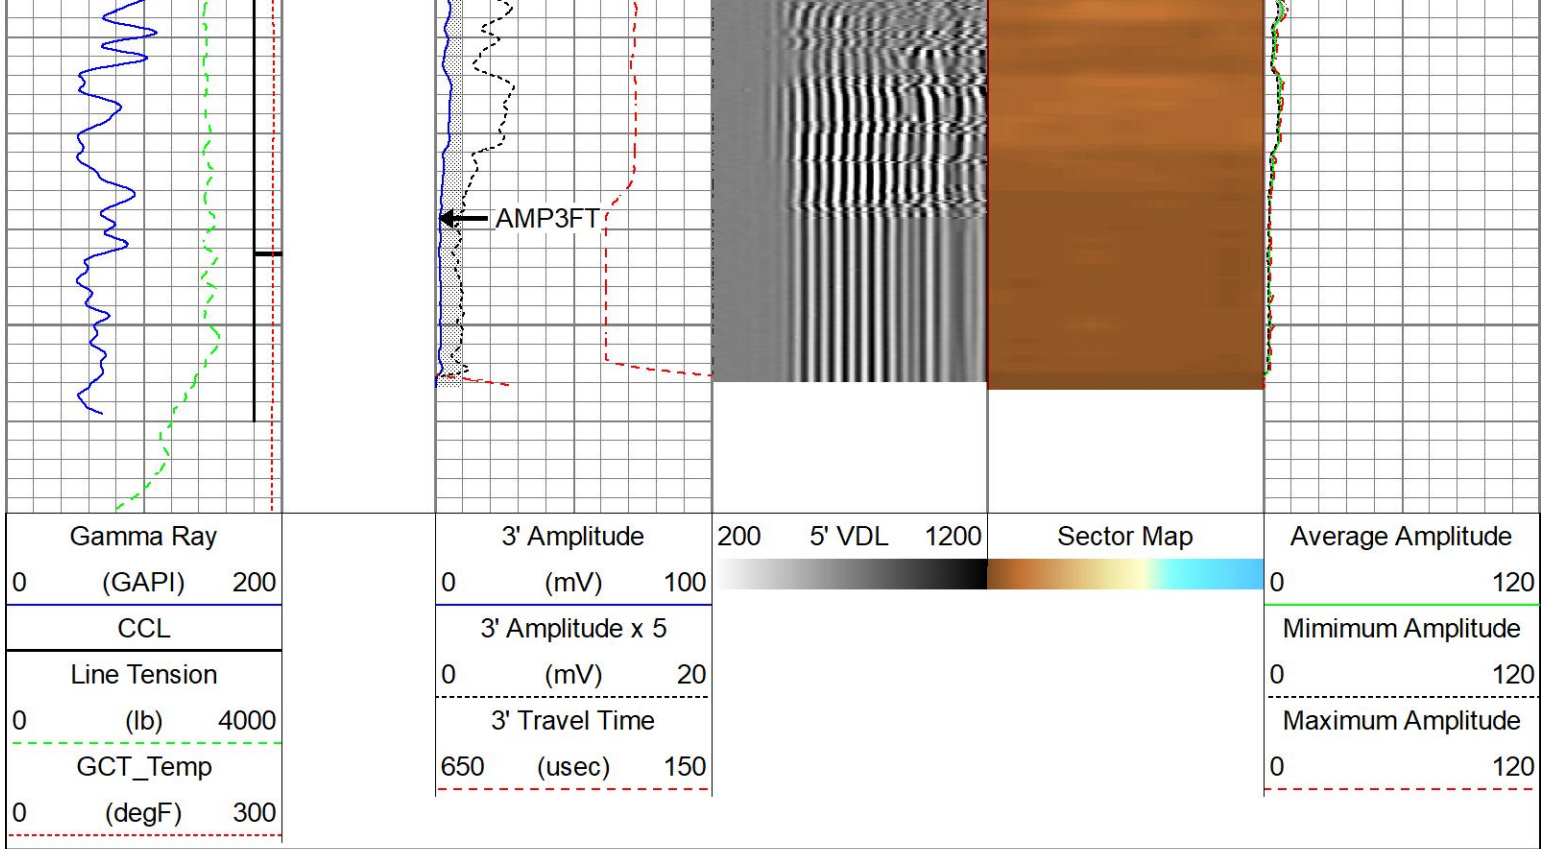 AMP3FT
Gamma Ray
0 (GAPI) 200
CCL
Line Tension
0 (lb) 4000
GCT_Temp
0 (degF) 300
3' Amplitude
0 (mV) 100
3' Amplitude x 5
0 (mV) 20
3' Travel Time
650 (usec) 150
200 5' VDL 1200
Sector Map
Average Amplitude
0 120
Mimimum Amplitude
0 120
Maximum Amplitude
0 120